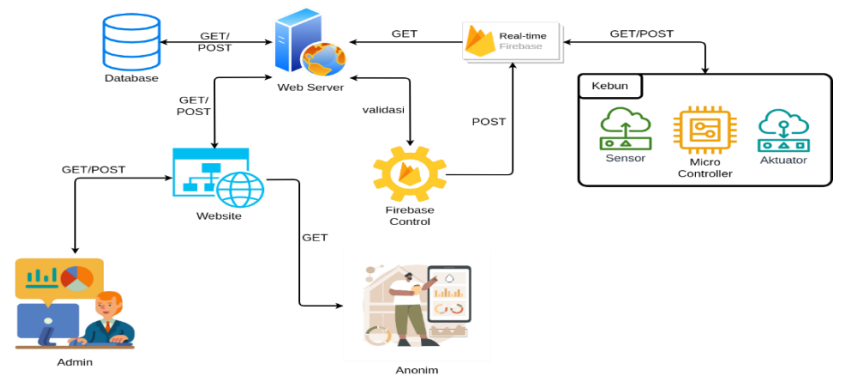 GET/
POST
GET
Real-time
Firebase
GET/POST
Database
Web Server
Kebun
GET/
POST
validasi
POST
Sensor
Micro
Controller
Aktuator
GET/POST
Website
Firebase
Control
GET
Admin
Anonim